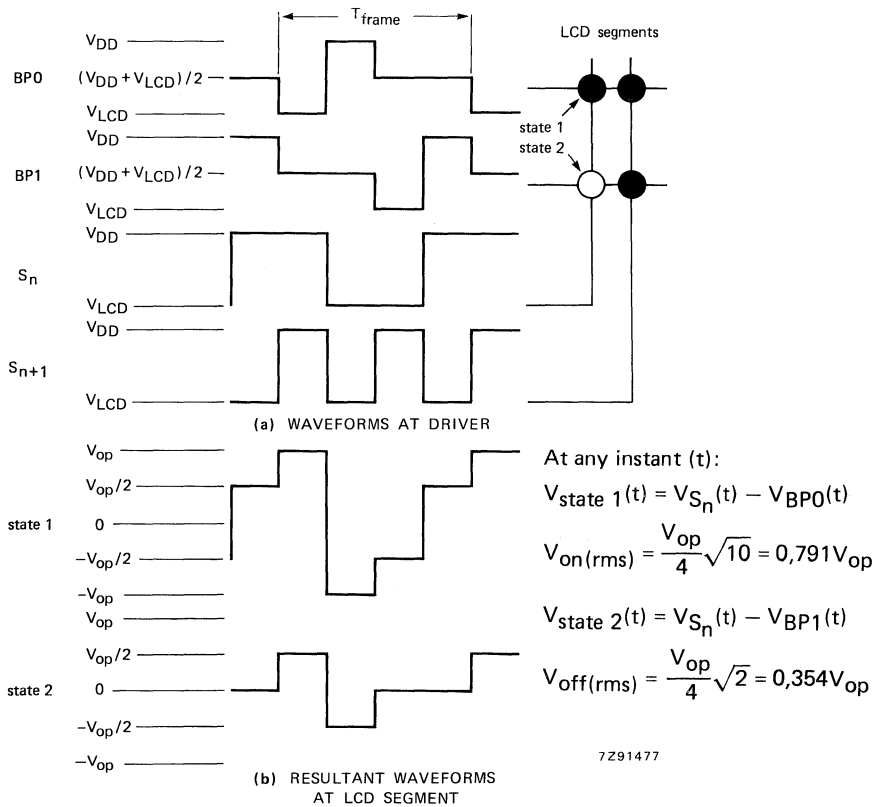 T_frame
LCD segments
BP0
V_DD
(V_DD + V_LCD)/2
V_LCD
state 1
state 2
BP1
V_DD
(V_DD + V_LCD)/2
V_LCD
S_n
V_DD
V_LCD
S_n+1
V_DD
V_LCD
(a) WAVEFORMS AT DRIVER
state 1
V_op
V_op/2
0
−V_op/2
−V_op
state 2
V_op
V_op/2
0
−V_op/2
−V_op
(b) RESULTANT WAVEFORMS
AT LCD SEGMENT
At any instant (t):
V_state 1(t) = V_S_n(t) − V_BP0(t)
V_on(rms) = V_op/4 √10 = 0,791V_op
V_state 2(t) = V_S_n(t) − V_BP1(t)
V_off(rms) = V_op/4 √2 = 0,354V_op
7Z91477